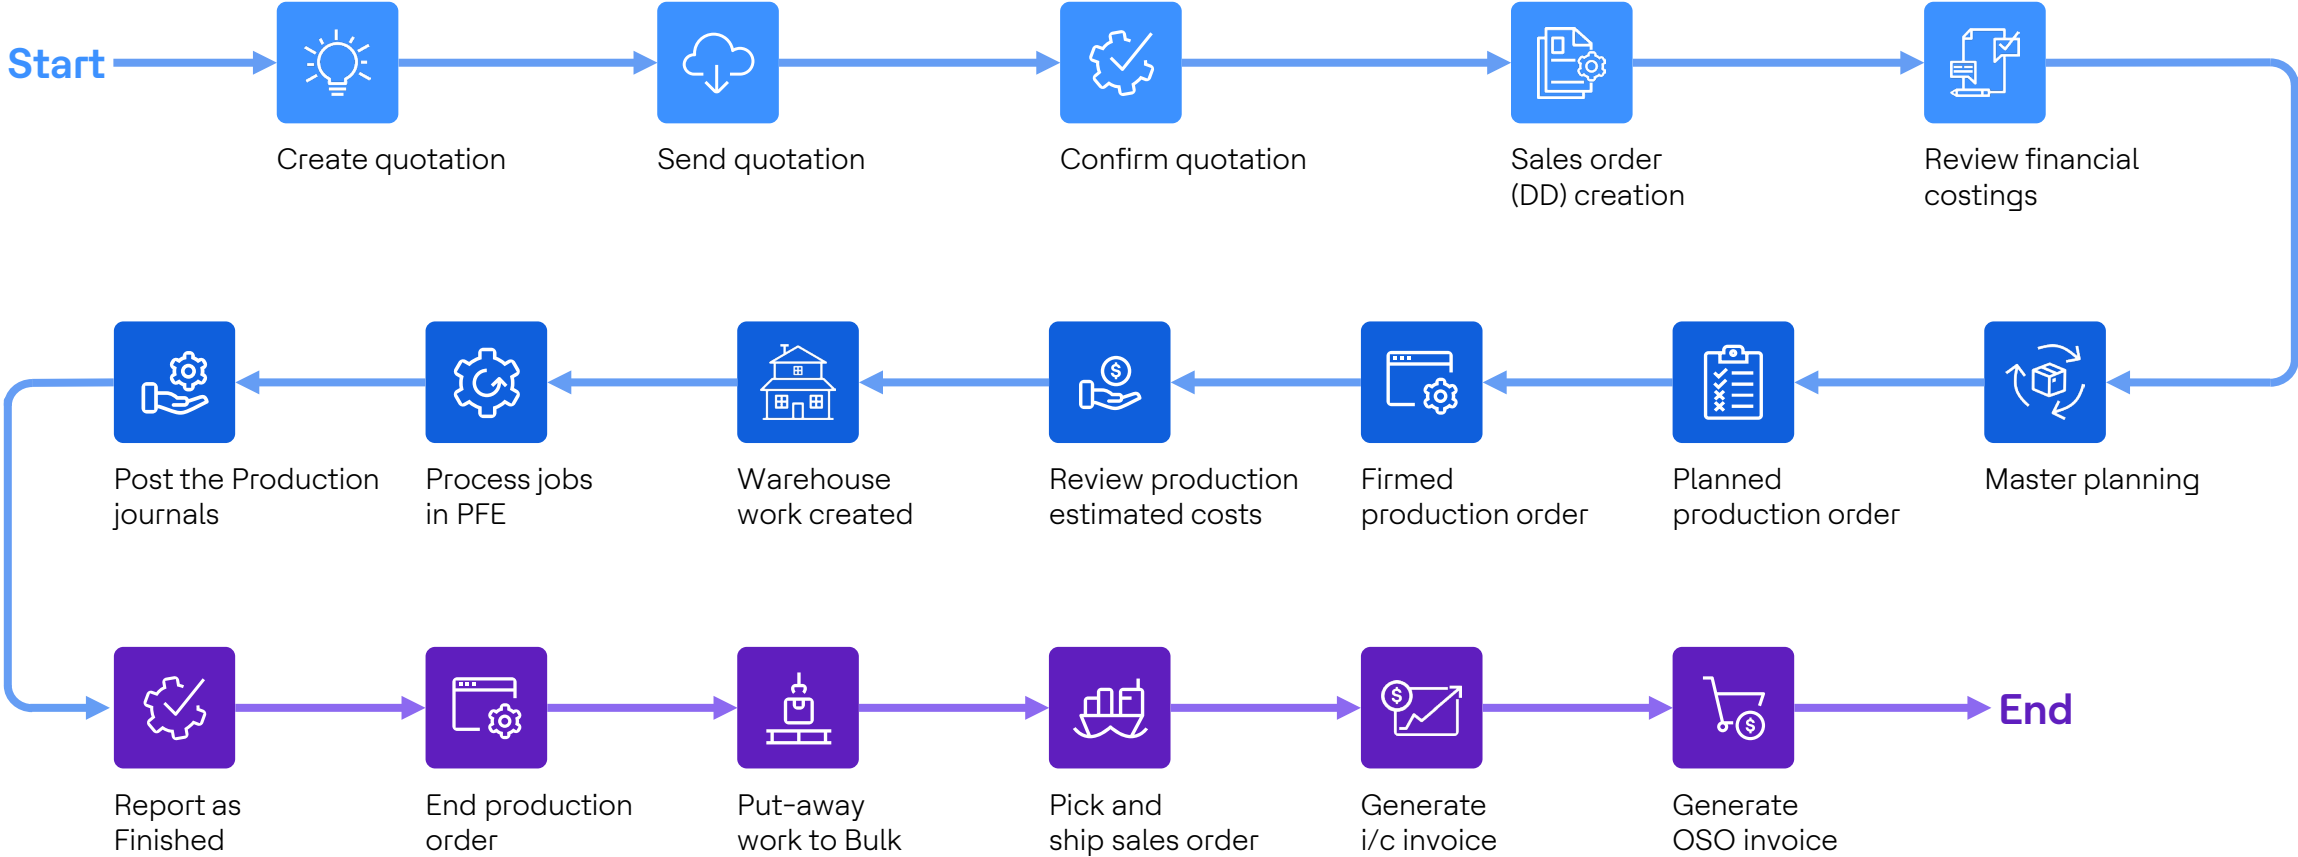 Start
Create quotation
Send quotation
Confirm quotation
Sales order
(DD) creation
Review financial
costings
Master planning
Planned
production order
Firmed
production order
Review production
estimated costs
Warehouse
work created
Process jobs
in PFE
Post the Production
journals
Report as
Finished
End production
order
Put-away
work to Bulk
Pick and
ship sales order
Generate
i/c invoice
Generate
OSO invoice
End